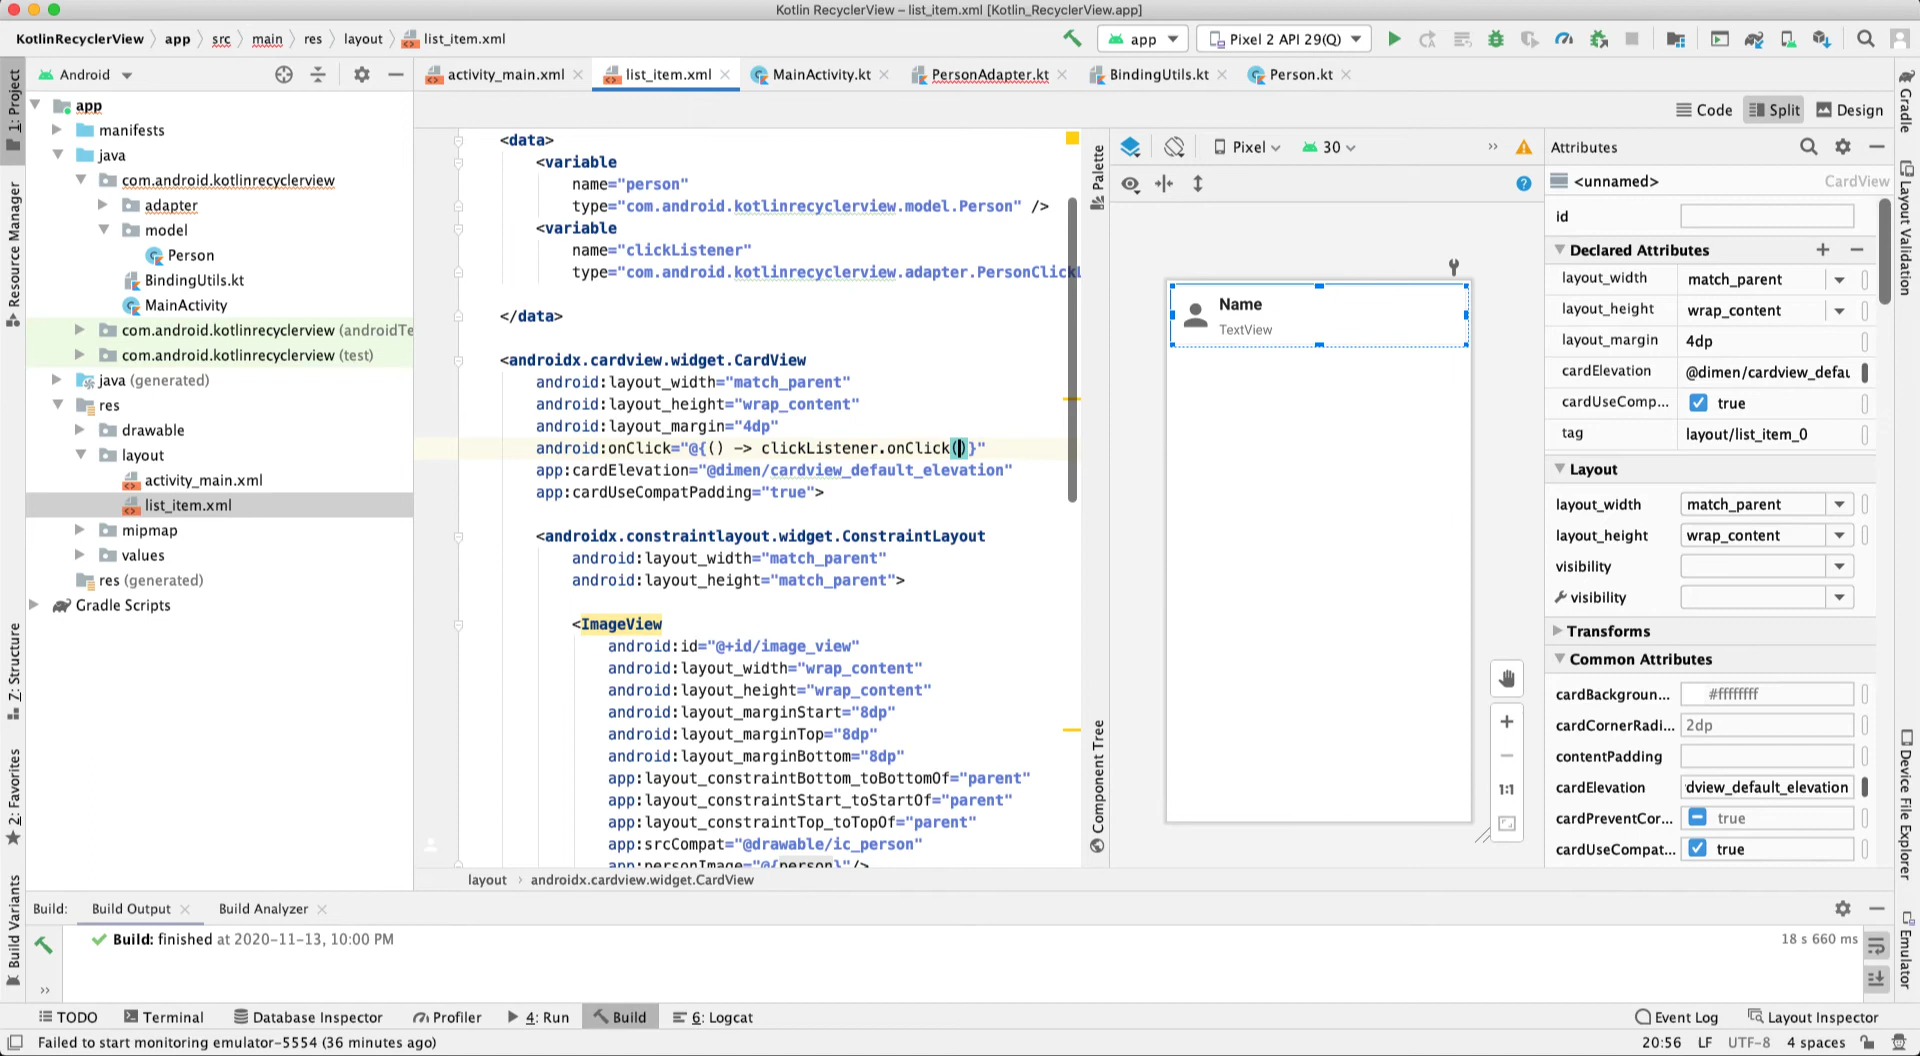 Kotlin RecyclerView – list_item.xml [Kotlin_RecyclerView.app]
KotlinRecyclerView app src main res layout list_item.xml
app Pixel 2 API 29(Q)
Android
activity_main.xml list_item.xml MainActivity.kt PersonAdapter.kt BindingUtils.kt Person.kt
Code Split Design
1: Project
Resource Manager
Z: Structure
2: Favorites
Build Variants
app
manifests
java
com.android.kotlinrecyclerview
adapter
model
Person
BindingUtils.kt
MainActivity
com.android.kotlinrecyclerview (androidTe
com.android.kotlinrecyclerview (test)
java (generated)
res
drawable
layout
activity_main.xml
list_item.xml
mipmap
values
res (generated)
Gradle Scripts
<data>
<variable
name="person"
type="com.android.kotlinrecyclerview.model.Person" />
<variable
name="clickListener"
type="com.android.kotlinrecyclerview.adapter.PersonClickL
</data>
<androidx.cardview.widget.CardView
android:layout_width="match_parent"
android:layout_height="wrap_content"
android:layout_margin="4dp"
android:onClick="@{() -> clickListener.onClick()}"
app:cardElevation="@dimen/cardview_default_elevation"
app:cardUseCompatPadding="true">
<androidx.constraintlayout.widget.ConstraintLayout
android:layout_width="match_parent"
android:layout_height="match_parent">
<ImageView
android:id="@+id/image_view"
android:layout_width="wrap_content"
android:layout_height="wrap_content"
android:layout_marginStart="8dp"
android:layout_marginTop="8dp"
android:layout_marginBottom="8dp"
app:layout_constraintBottom_toBottomOf="parent"
app:layout_constraintStart_toStartOf="parent"
app:layout_constraintTop_toTopOf="parent"
app:srcCompat="@drawable/ic_person"
app:personImage="@{person}"/>
layout androidx.cardview.widget.CardView
Palette
Component Tree
Pixel 30 »
?
Name
TextView
1:1
Attributes
<unnamed> CardView
id
Declared Attributes
layout_width match_parent
layout_height wrap_content
layout_margin 4dp
cardElevation @dimen/cardview_defau
cardUseComp... true
tag layout/list_item_0
Layout
layout_width match_parent
layout_height wrap_content
visibility
visibility
Transforms
Common Attributes
cardBackgroun... #ffffffff
cardCornerRadi... 2dp
contentPadding
cardElevation dview_default_elevation
cardPreventCor... true
cardUseCompat... true
Gradle
Layout Validation
Device File Explorer
Emulator
Build: Build Output Build Analyzer
Build: finished at 2020-11-13, 10:00 PM 18 s 660 ms
»
TODO Terminal Database Inspector Profiler 4: Run Build 6: Logcat Event Log Layout Inspector
Failed to start monitoring emulator-5554 (36 minutes ago) 20:56 LF UTF-8 4 spaces